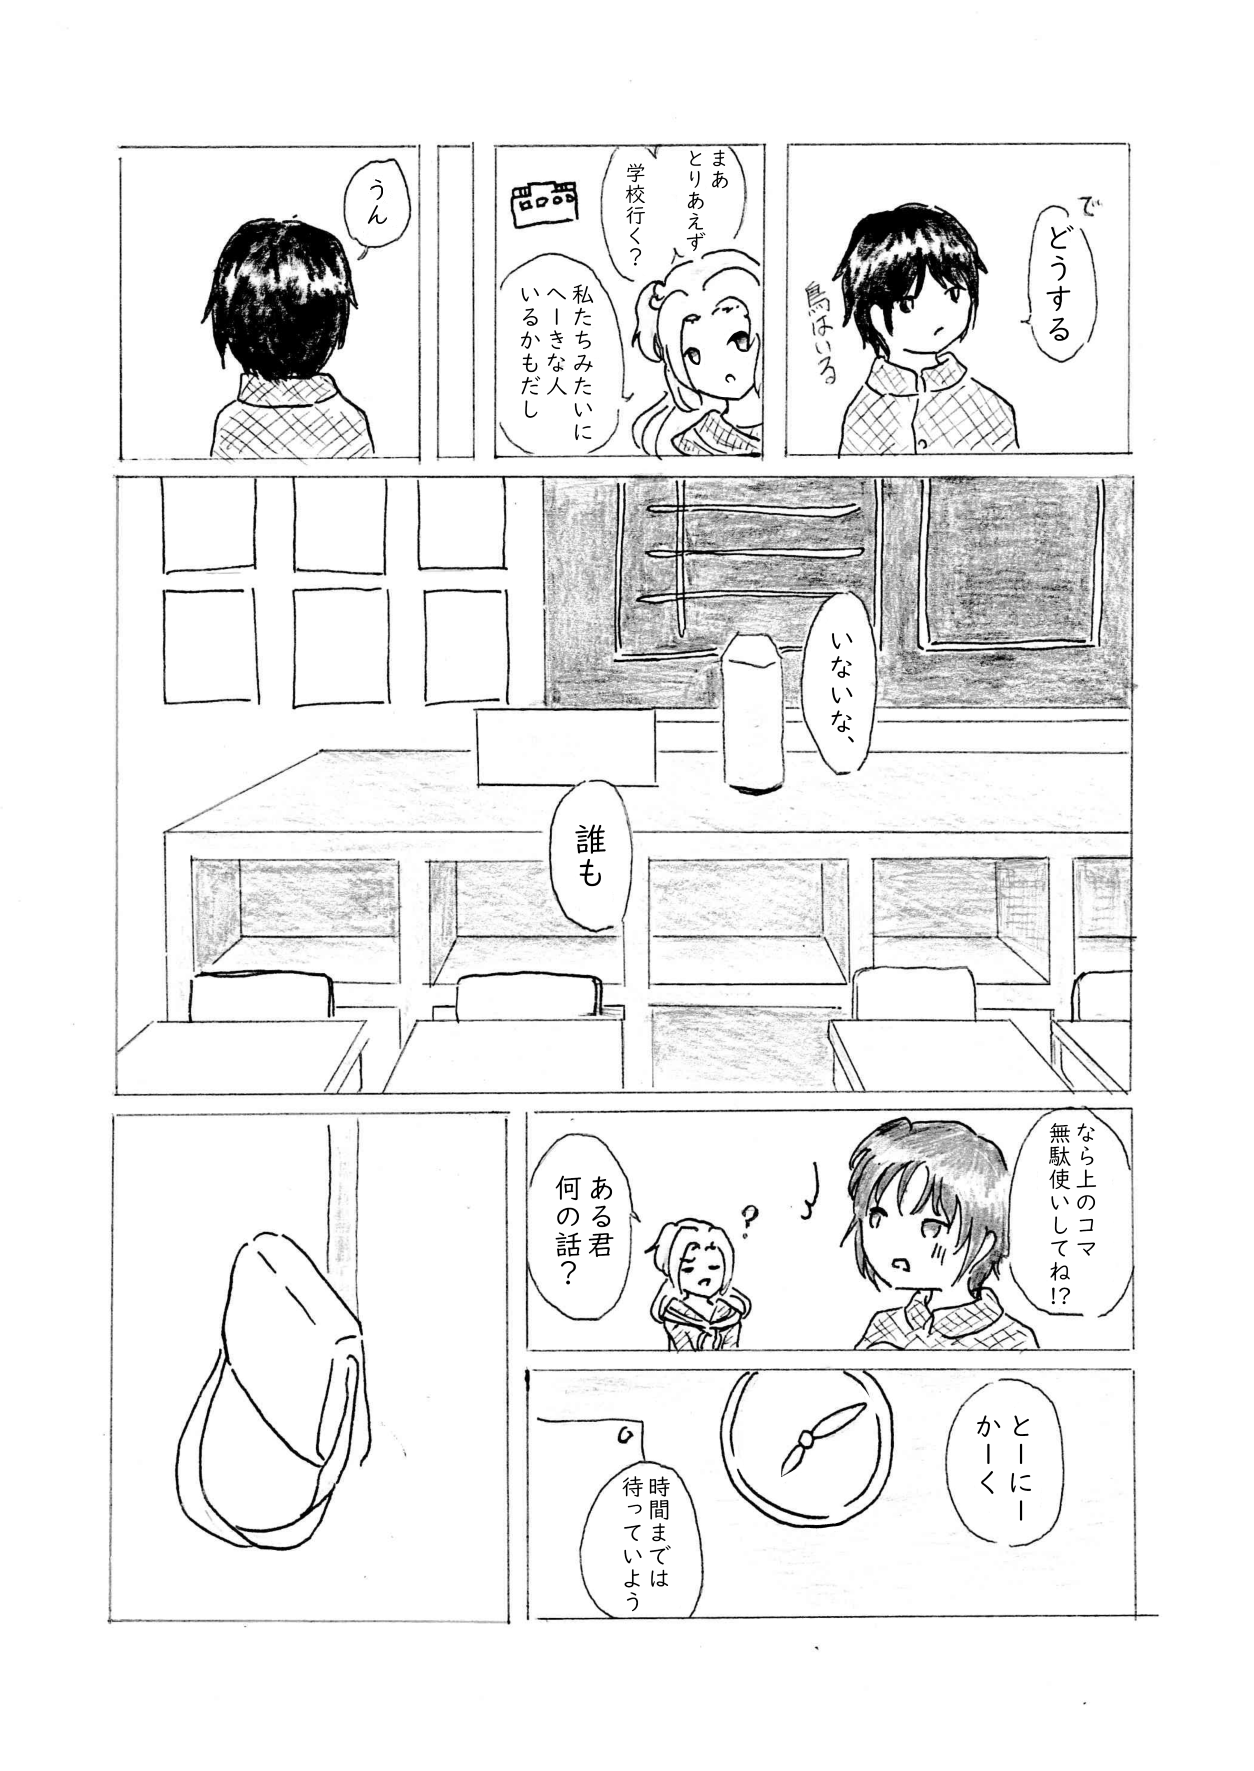 で
どうする
鳥はいる
まあ
とりあえず
学校行く?
私たちみたいに
へーきな人
いるかもだし
うん
いないな、
誰も
なら上のコマ
無駄使いしてね!?
?
ある君
何の話?
とーにー
かーく
時間までは
待っていよう